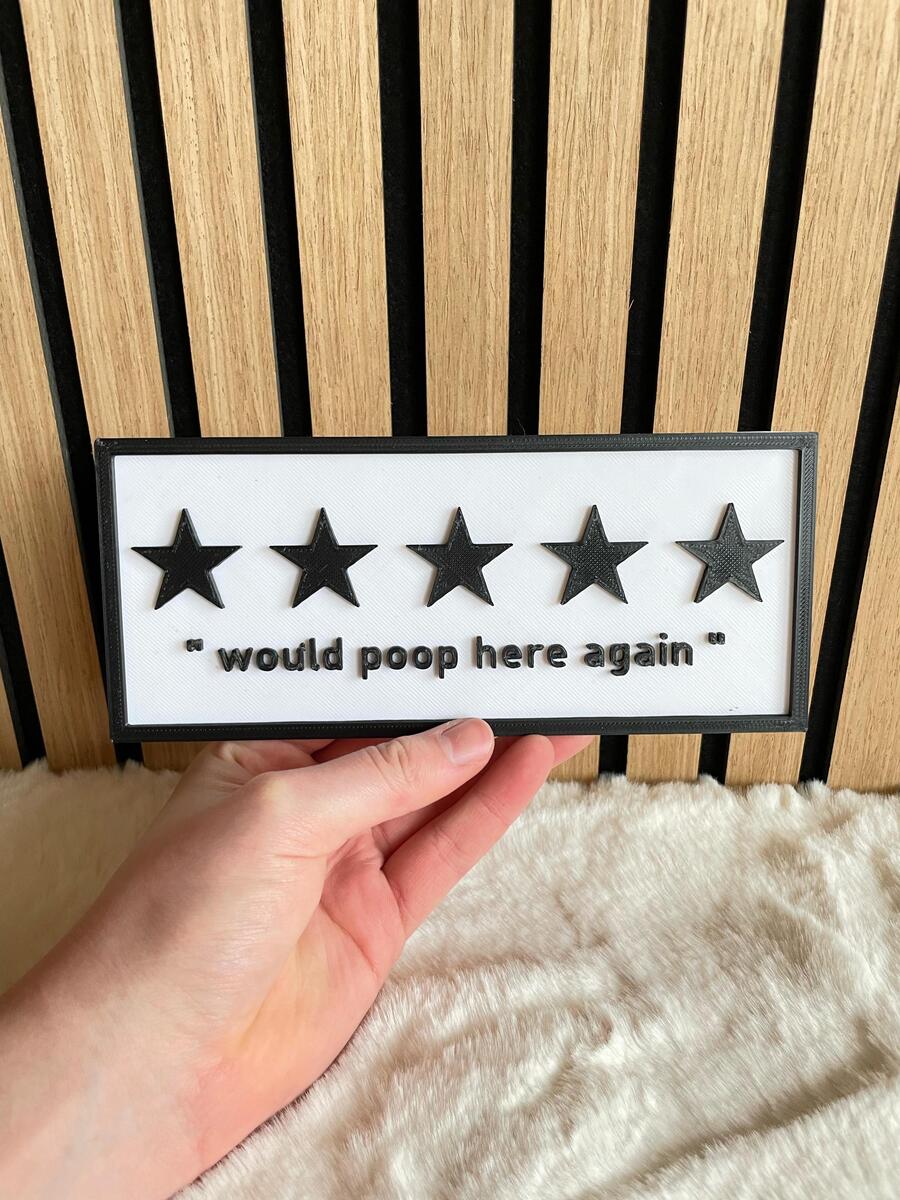 " would poop here again "